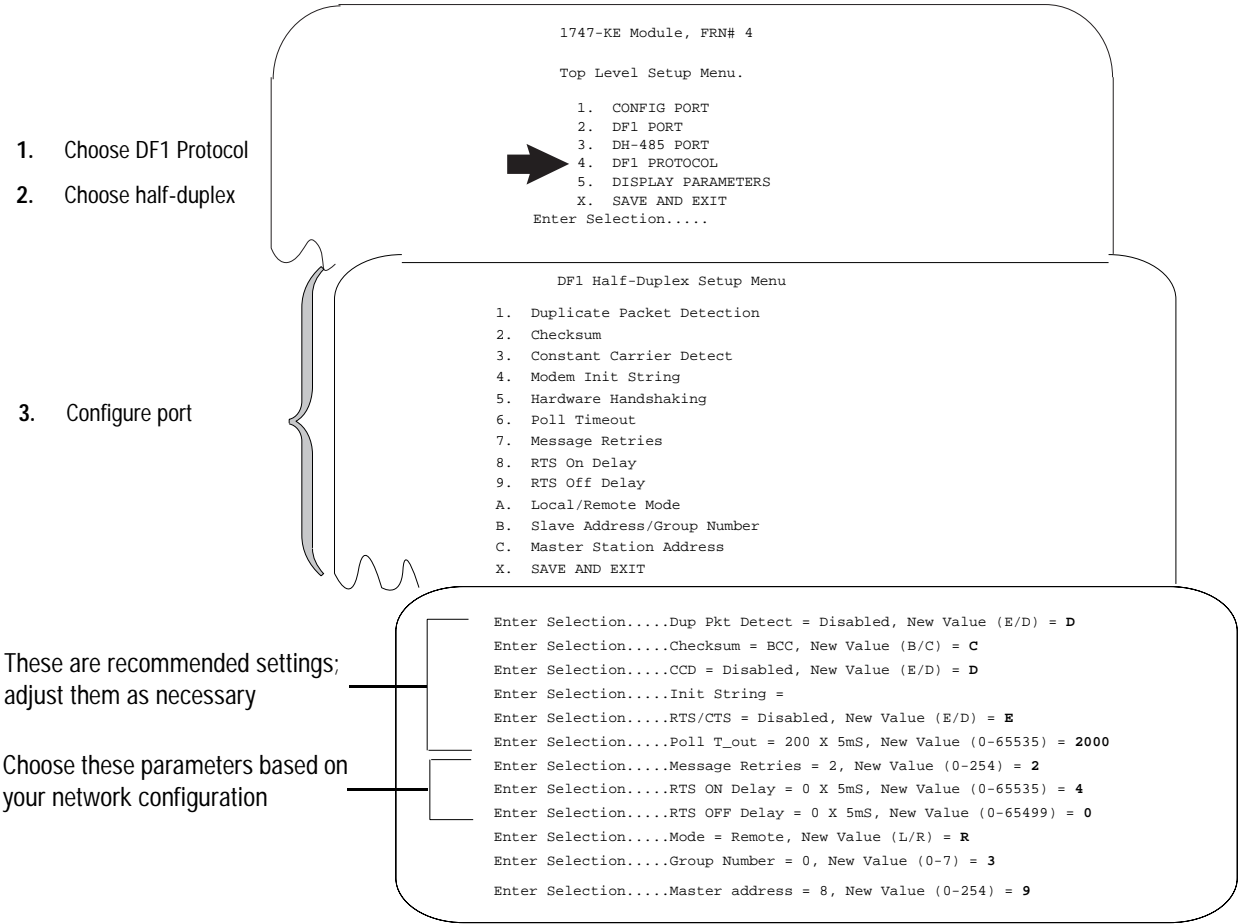 1747-KE Module, FRN# 4
Top Level Setup Menu.
1. CONFIG PORT
2. DF1 PORT
3. DH-485 PORT
4. DF1 PROTOCOL
5. DISPLAY PARAMETERS
X. SAVE AND EXIT
Enter Selection.....
1. Choose DF1 Protocol
2. Choose half-duplex
DF1 Half-Duplex Setup Menu
1. Duplicate Packet Detection
2. Checksum
3. Constant Carrier Detect
4. Modem Init String
5. Hardware Handshaking
6. Poll Timeout
7. Message Retries
8. RTS On Delay
9. RTS Off Delay
A. Local/Remote Mode
B. Slave Address/Group Number
C. Master Station Address
X. SAVE AND EXIT
3. Configure port
Enter Selection.....Dup Pkt Detect = Disabled, New Value (E/D) = D
Enter Selection.....Checksum = BCC, New Value (B/C) = C
Enter Selection.....CCD = Disabled, New Value (E/D) = D
Enter Selection.....Init String =
Enter Selection.....RTS/CTS = Disabled, New Value (E/D) = E
Enter Selection.....Poll T_out = 200 X 5mS, New Value (0-65535) = 2000
Enter Selection.....Message Retries = 2, New Value (0-254) = 2
Enter Selection.....RTS ON Delay = 0 X 5mS, New Value (0-65535) = 4
Enter Selection.....RTS OFF Delay = 0 X 5mS, New Value (0-65499) = 0
Enter Selection.....Mode = Remote, New Value (L/R) = R
Enter Selection.....Group Number = 0, New Value (0-7) = 3
Enter Selection.....Master address = 8, New Value (0-254) = 9
These are recommended settings;
adjust them as necessary
Choose these parameters based on
your network configuration